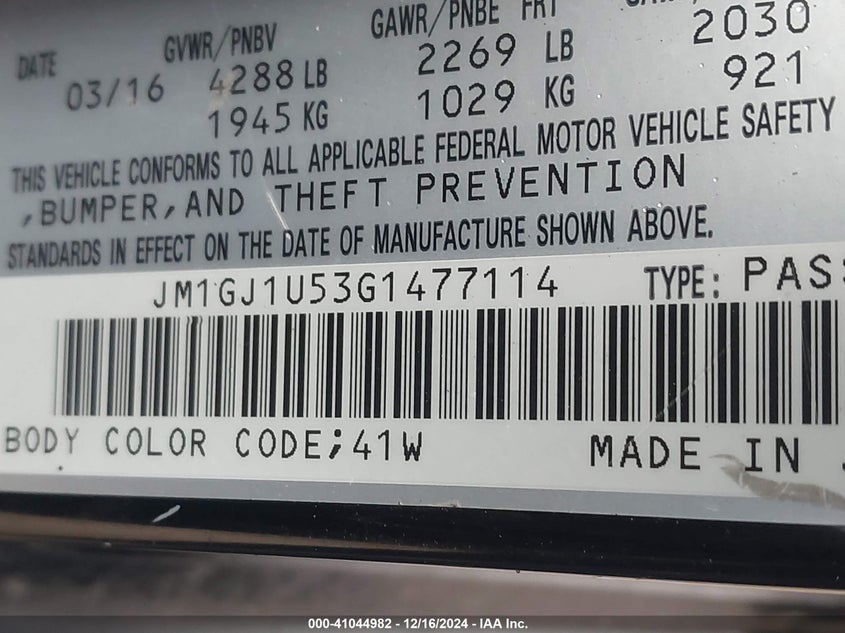 DATE GVWR/PNBV GAWR/PNBE FRT
03/16 4288 LB 2269 LB 2030
1945 KG 1029 KG 921
THIS VEHICLE CONFORMS TO ALL APPLICABLE FEDERAL MOTOR VEHICLE SAFETY
,BUMPER,AND THEFT PREVENTION
STANDARDS IN EFFECT ON THE DATE OF MANUFACTURE SHOWN ABOVE.
JM1GJ1U53G1477114 TYPE: PAS
BODY COLOR CODE;41W MADE IN
000-41044982 - 12/16/2024 - IAA Inc.